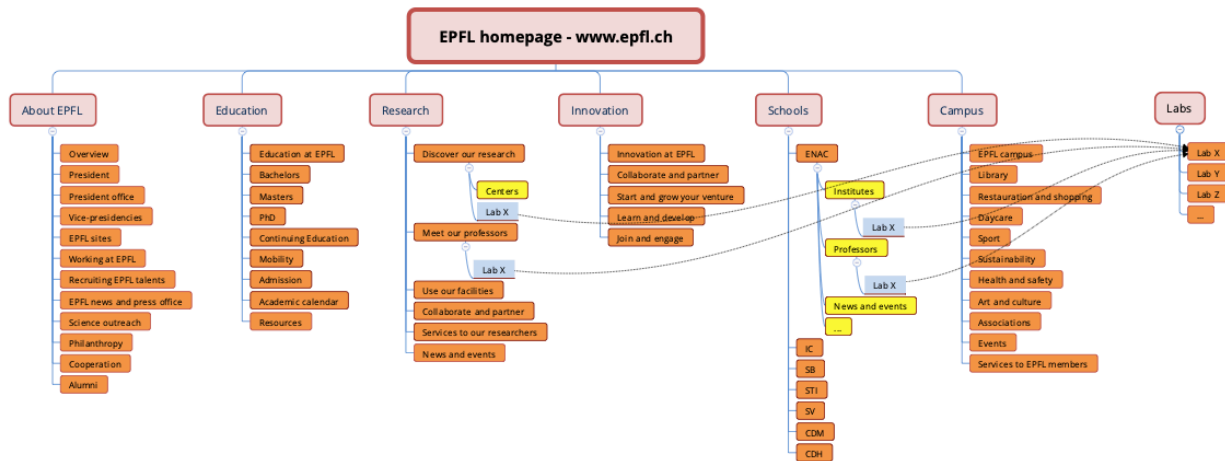 EPFL homepage - www.epfl.ch
About EPFL
Overview
President
President office
Vice-presidencies
EPFL sites
Working at EPFL
Recruiting EPFL talents
EPFL news and press office
Science outreach
Philanthropy
Cooperation
Alumni
Education
Education at EPFL
Bachelors
Masters
PhD
Continuing Education
Mobility
Admission
Academic calendar
Resources
Research
Discover our research
Centers
Lab X
Meet our professors
Lab X
Use our facilities
Collaborate and partner
Services to our researchers
News and events
Innovation
Innovation at EPFL
Collaborate and partner
Start and grow your venture
Learn and develop
Join and engage
Schools
ENAC
Institutes
Lab X
Professors
Lab X
News and events
...
IC
SB
STI
SV
CDM
CDH
Campus
EPFL campus
Library
Restauration and shopping
Daycare
Sport
Sustainability
Health and safety
Art and culture
Associations
Events
Services to EPFL members
Labs
Lab X
Lab Y
Lab Z
...